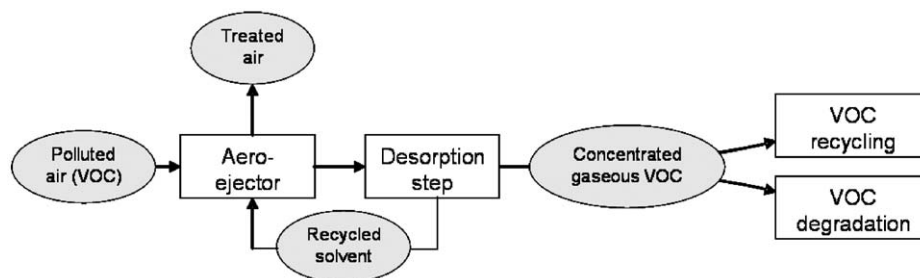 Treated
air
Polluted
air (VOC)
Aero-
ejector
Desorption
step
Concentrated
gaseous VOC
VOC
recycling
VOC
degradation
Recycled
solvent